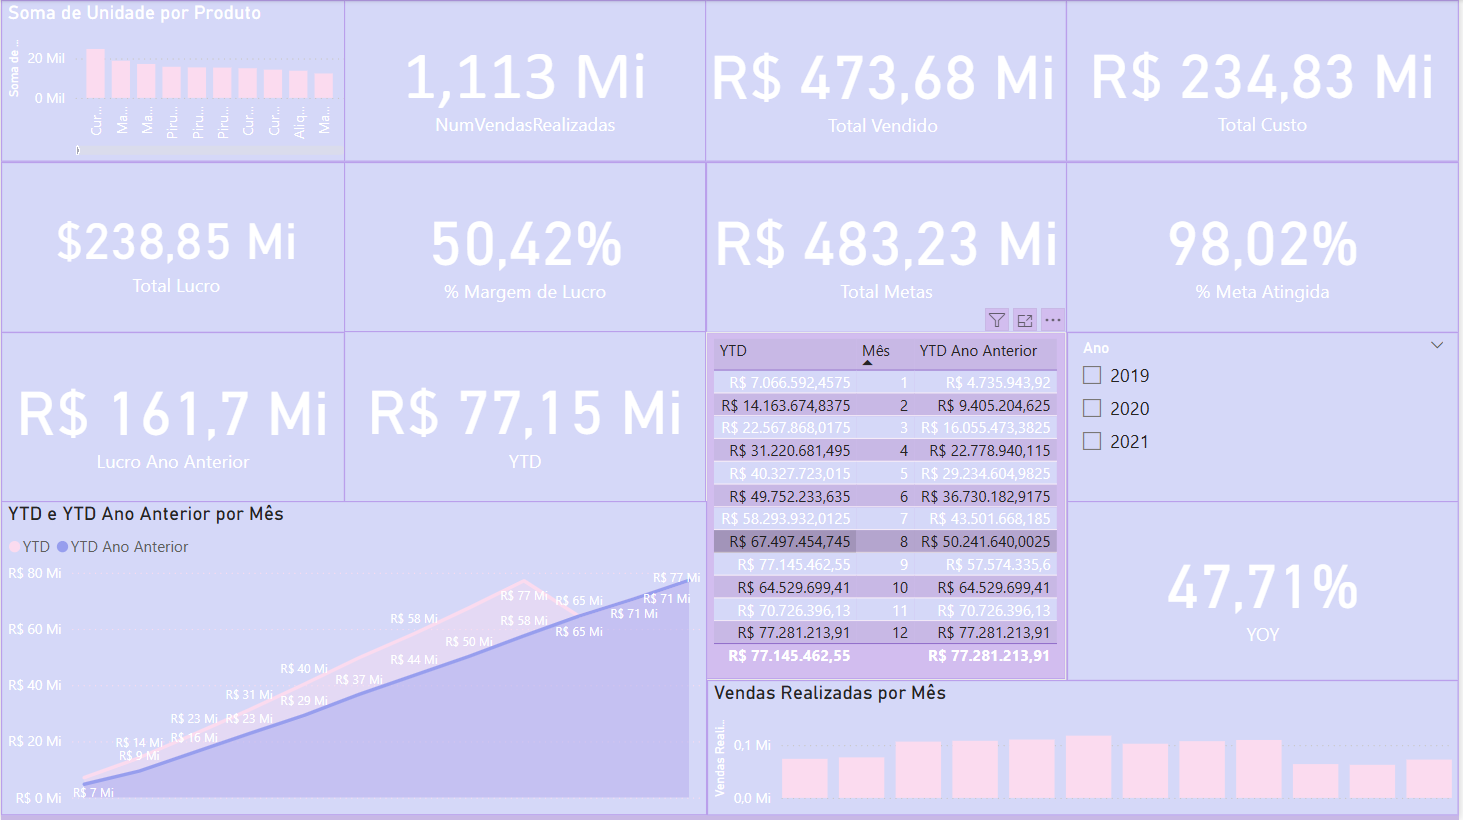 Soma de Unidade por Produto
Soma de ...
20 Mil
0 Mil
Cur...
Ma...
Ma...
Piru...
Piru...
Piru...
Cur...
Cur...
Aliq...
Ma...
1,113 Mi
NumVendasRealizadas
R$ 473,68 Mi
Total Vendido
R$ 234,83 Mi
Total Custo
$238,85 Mi
Total Lucro
50,42%
% Margem de Lucro
R$ 483,23 Mi
Total Metas
98,02%
% Meta Atingida
R$ 161,7 Mi
Lucro Ano Anterior
R$ 77,15 Mi
YTD
YTD Mês YTD Ano Anterior
R$ 7.066.592,4575 1 R$ 4.735.943,92
R$ 14.163.674,8375 2 R$ 9.405.204,625
R$ 22.567.868,0175 3 R$ 16.055.473,3825
R$ 31.220.681,495 4 R$ 22.778.940,115
R$ 40.327.723,015 5 R$ 29.234.604,9825
R$ 49.752.233,635 6 R$ 36.730.182,9175
R$ 58.293.932,0125 7 R$ 43.501.668,185
R$ 67.497.454,745 8 R$ 50.241.640,0025
R$ 77.145.462,55 9 R$ 57.574.335,6
R$ 64.529.699,41 10 R$ 64.529.699,41
R$ 70.726.396,13 11 R$ 70.726.396,13
R$ 77.281.213,91 12 R$ 77.281.213,91
R$ 77.145.462,55 R$ 77.281.213,91
Ano
2019
2020
2021
YTD e YTD Ano Anterior por Mês
YTD YTD Ano Anterior
R$ 80 Mi
R$ 60 Mi
R$ 40 Mi
R$ 20 Mi
R$ 0 Mi
R$ 7 Mi
R$ 14 Mi
R$ 9 Mi
R$ 23 Mi
R$ 16 Mi
R$ 31 Mi
R$ 23 Mi
R$ 40 Mi
R$ 29 Mi
R$ 37 Mi
R$ 58 Mi
R$ 44 Mi
R$ 50 Mi
R$ 77 Mi
R$ 58 Mi
R$ 65 Mi
R$ 65 Mi
R$ 71 Mi
R$ 71 Mi
R$ 77 Mi
47,71%
YOY
Vendas Realizadas por Mês
Vendas Reali...
0,1 Mi
0,0 Mi